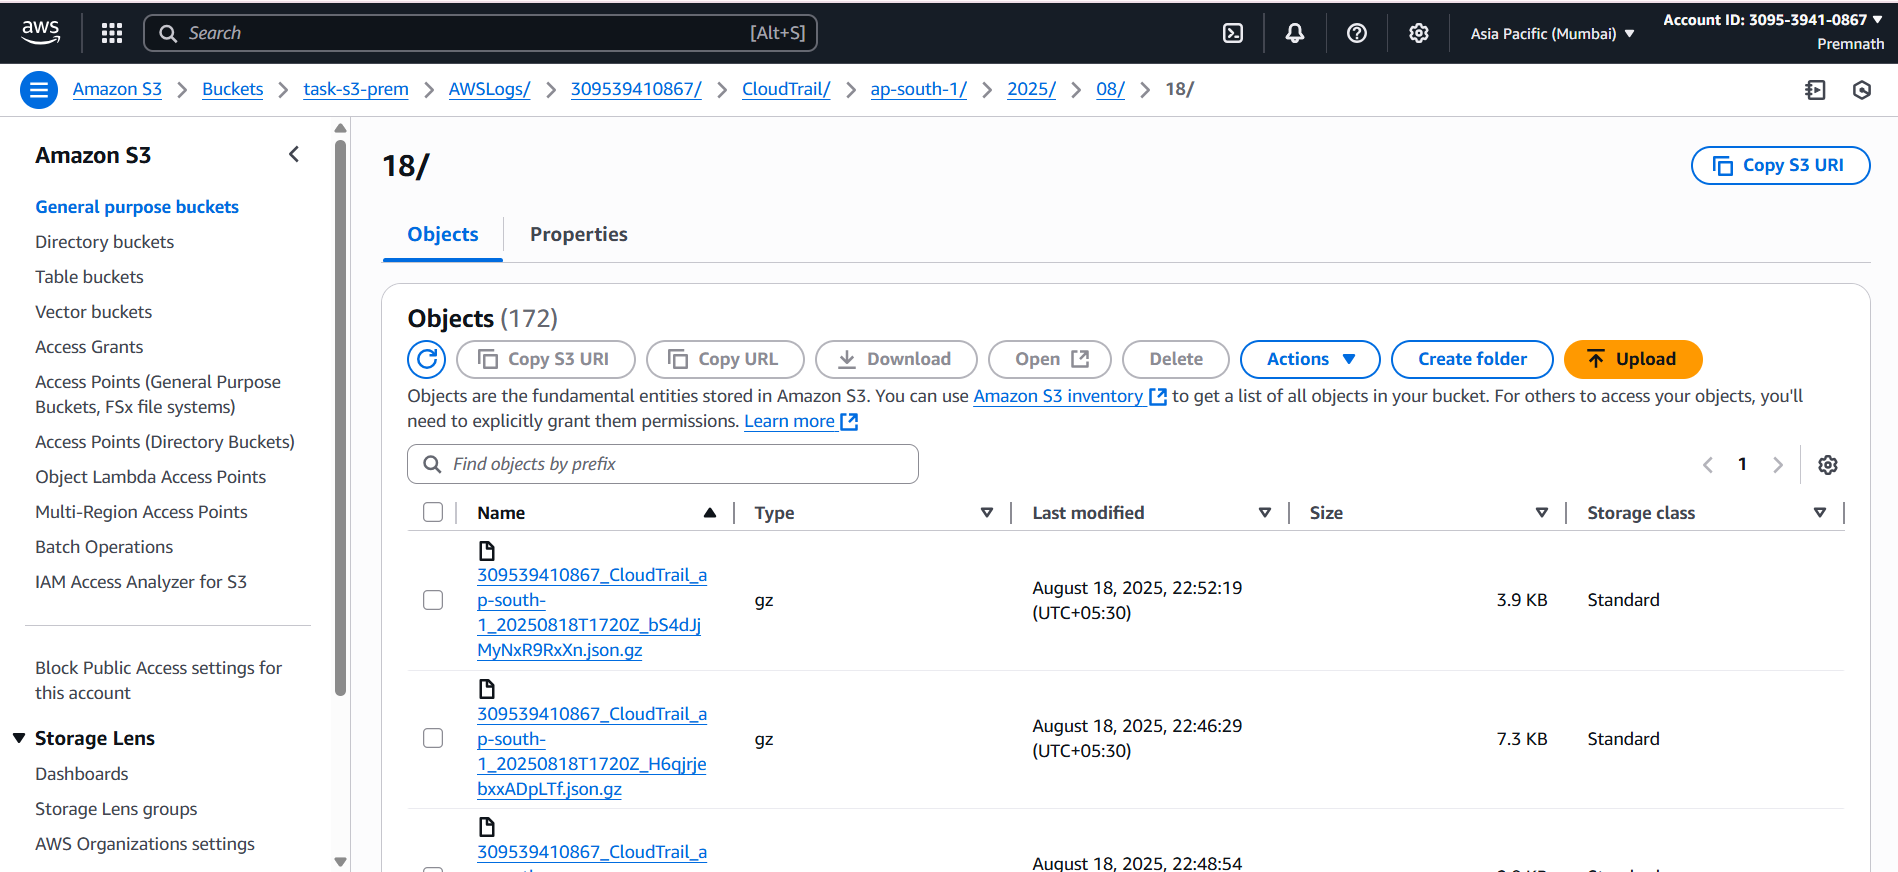 aws
Search
[Alt+S]
Asia Pacific (Mumbai)
Account ID: 3095-3941-0867
Premnath
Amazon S3
Buckets
task-s3-prem
AWSLogs/
309539410867/
CloudTrail/
ap-south-1/
2025/
08/
18/
Amazon S3
General purpose buckets
Directory buckets
Table buckets
Vector buckets
Access Grants
Access Points (General Purpose
Buckets, FSx file systems)
Access Points (Directory Buckets)
Object Lambda Access Points
Multi-Region Access Points
Batch Operations
IAM Access Analyzer for S3
Block Public Access settings for
this account
Storage Lens
Dashboards
Storage Lens groups
AWS Organizations settings
18/
Copy S3 URI
Objects
Properties
Objects (172)
Copy S3 URI
Copy URL
Download
Open
Delete
Actions
Create folder
Upload
Objects are the fundamental entities stored in Amazon S3. You can use Amazon S3 inventory to get a list of all objects in your bucket. For others to access your objects, you'll
need to explicitly grant them permissions. Learn more
Find objects by prefix
1
Name
Type
Last modified
Size
Storage class
309539410867_CloudTrail_a
p-south-
1_20250818T1720Z_bS4dJj
MyNxR9RxXn.json.gz
gz
August 18, 2025, 22:52:19
(UTC+05:30)
3.9 KB
Standard
309539410867_CloudTrail_a
p-south-
1_20250818T1720Z_H6qjrje
bxxADpLTf.json.gz
gz
August 18, 2025, 22:46:29
(UTC+05:30)
7.3 KB
Standard
309539410867_CloudTrail_a
August 18, 2025, 22:48:54